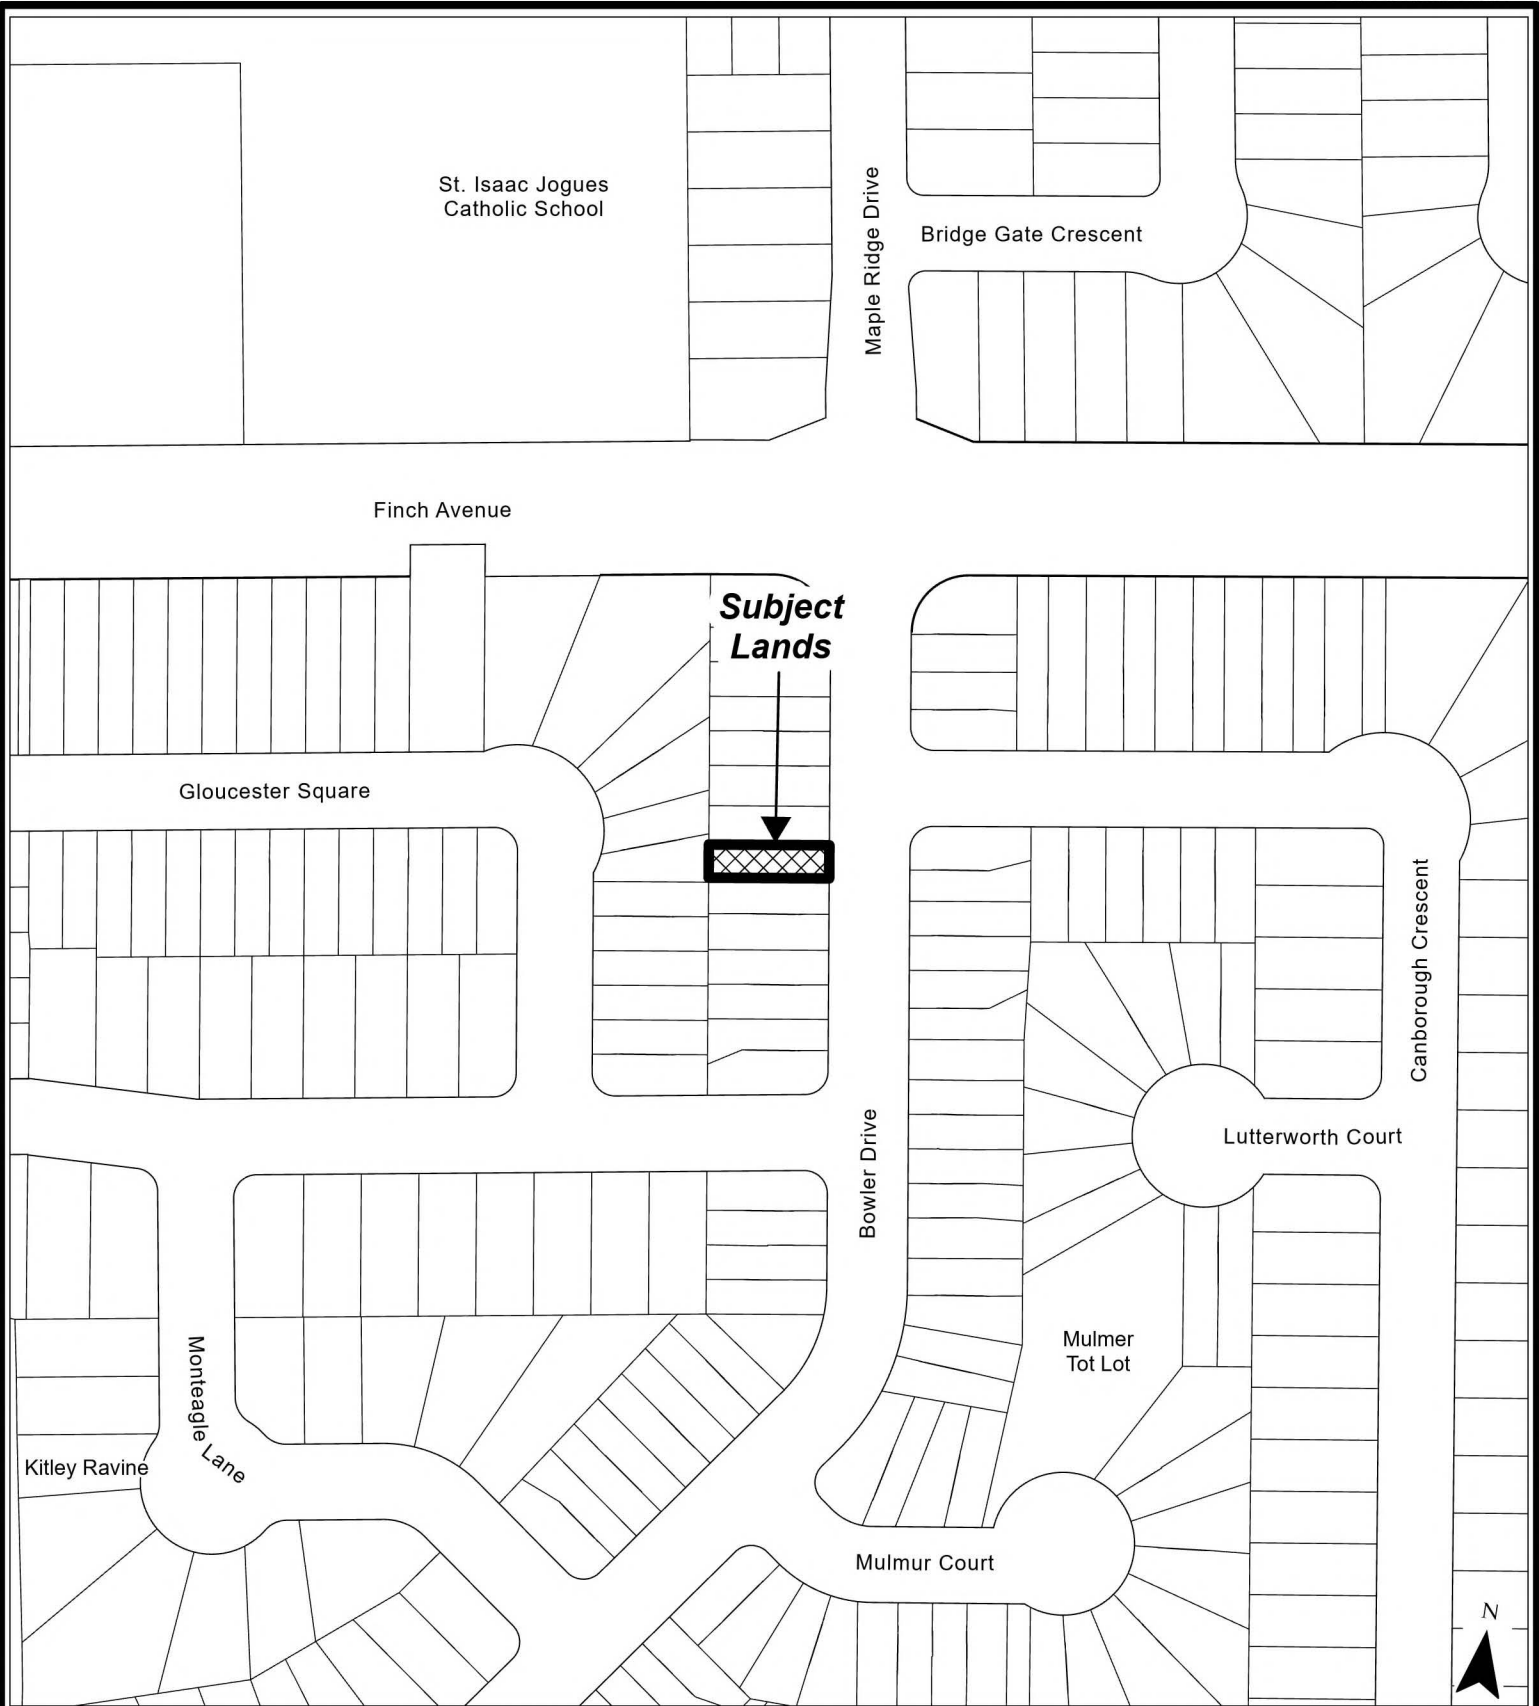 St. Isaac Jogues
Catholic School
Maple Ridge Drive
Bridge Gate Crescent
Finch Avenue
Subject
Lands
Gloucester Square
Canborough Crescent
Bowler Drive
Lutterworth Court
Mulmer
Tot Lot
Monteagle Lane
Kitley Ravine
Mulmur Court
N